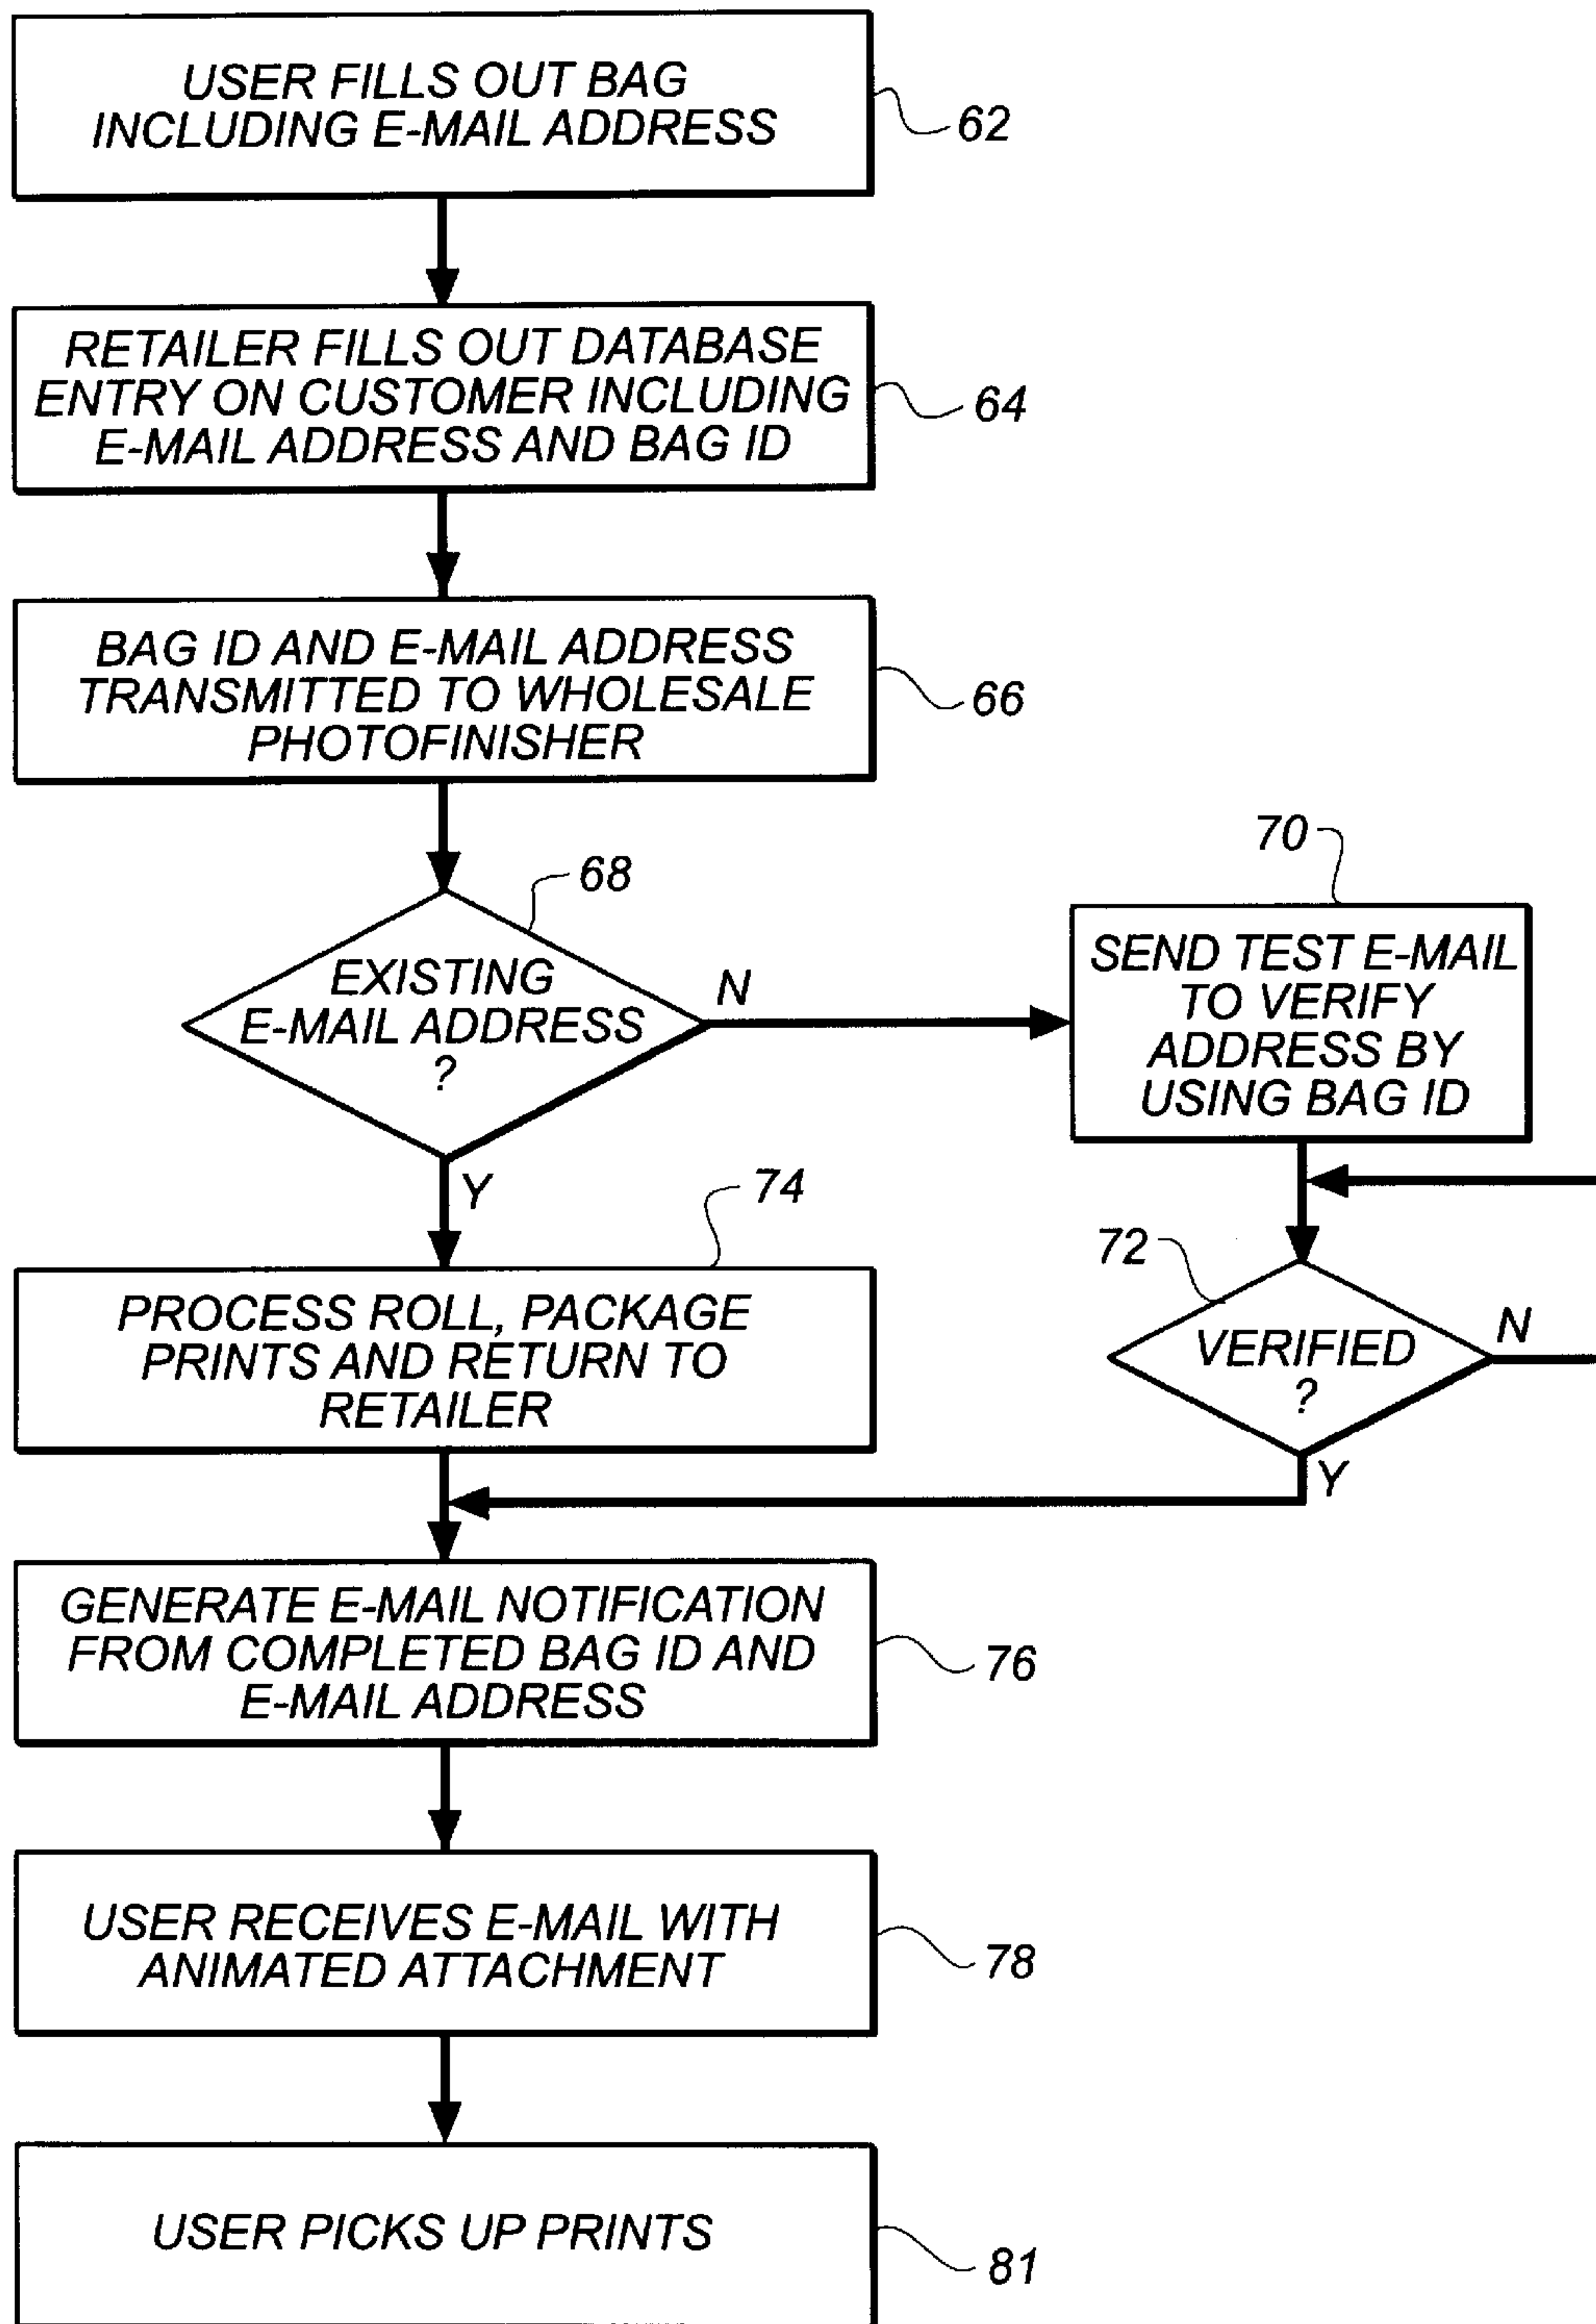 USER FILLS OUT BAG
INCLUDING E-MAIL ADDRESS
62
RETAILER FILLS OUT DATABASE
ENTRY ON CUSTOMER INCLUDING
E-MAIL ADDRESS AND BAG ID
64
BAG ID AND E-MAIL ADDRESS
TRANSMITTED TO WHOLESALE
PHOTOFINISHER
66
68
EXISTING
E-MAIL ADDRESS
?
N
Y
70
SEND TEST E-MAIL
TO VERIFY
ADDRESS BY
USING BAG ID
72
VERIFIED
?
N
Y
74
PROCESS ROLL, PACKAGE
PRINTS AND RETURN TO
RETAILER
GENERATE E-MAIL NOTIFICATION
FROM COMPLETED BAG ID AND
E-MAIL ADDRESS
76
USER RECEIVES E-MAIL WITH
ANIMATED ATTACHMENT
78
USER PICKS UP PRINTS
81